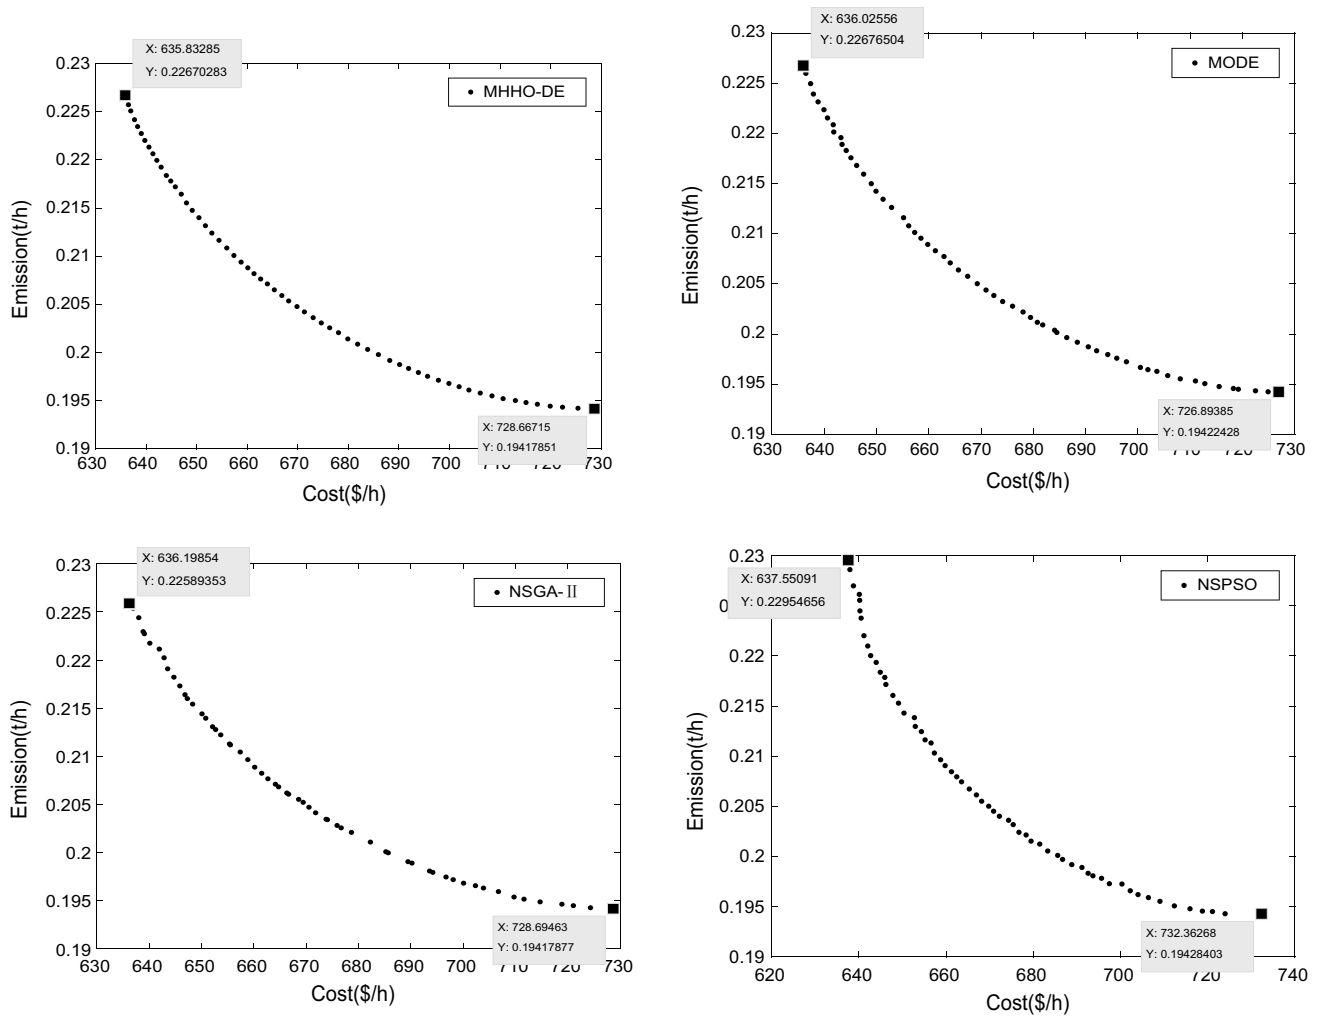 X: 635.83285
Y: 0.22670283
MHHO-DE
0.23
0.225
0.22
0.215
0.21
0.205
0.2
0.195
0.19
Emission(t/h)
X: 728.66715
Y: 0.19417851
630 640 650 660 670 680 690 700 710 720 730
Cost($/h)
X: 636.02556
Y: 0.22676504
MODE
0.23
0.225
0.22
0.215
0.21
0.205
0.2
0.195
0.19
Emission(t/h)
X: 726.89385
Y: 0.19422428
630 640 650 660 670 680 690 700 710 720 730
Cost($/h)
X: 636.19854
Y: 0.22589353
NSGA-II
0.23
0.225
0.22
0.215
0.21
0.205
0.2
0.195
0.19
Emission(t/h)
X: 728.69463
Y: 0.19417877
630 640 650 660 670 680 690 700 710 720 730
Cost($/h)
X: 637.55091
Y: 0.22954656
NSPSO
0.23
0
0.22
0.215
0.21
0.205
0.2
0.195
0.19
Emission(t/h)
X: 732.36268
Y: 0.19428403
620 640 660 680 700 720 740
Cost($/h)